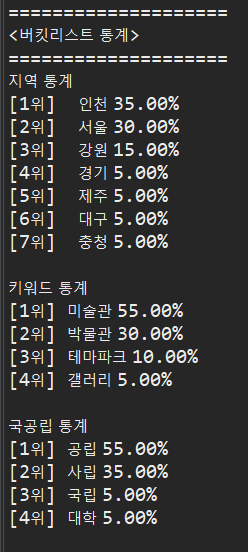 ====================
<버킷리스트 통계>
====================
지역 통계
[1위]  인천 35.00%
[2위]  서울 30.00%
[3위]  강원 15.00%
[4위]  경기 5.00%
[5위]  제주 5.00%
[6위]  대구 5.00%
[7위]  충청 5.00%

키워드 통계
[1위] 미술관 55.00%
[2위] 박물관 30.00%
[3위] 테마파크 10.00%
[4위] 갤러리 5.00%

국공립 통계
[1위] 공립 55.00%
[2위] 사립 35.00%
[3위] 국립 5.00%
[4위] 대학 5.00%